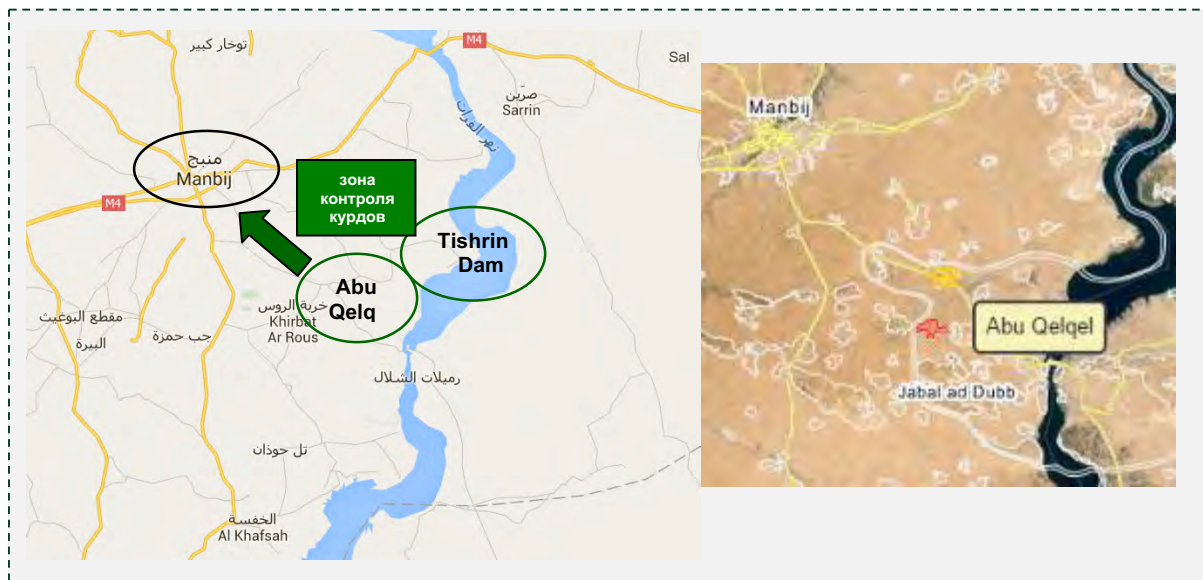 توخار كبير
M4
Sal
صرّين
Sarrin
نهر الفرات
منبج
Manbij
M4
зона
контроля
курдов
Tishrin
Dam
Abu
Qelq
خربة الروس
Khirbat
Ar Rous
مقطع البوغيث
البيرة
جب حمزة
رميلات الشلال
تل حوذان
الخفسة
Al Khafsah
Manbij
Abu Qelqel
Jabal ad Dubb